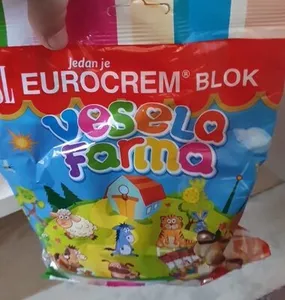 Jedan je
EUROCREM® BLOK
vesela
farma